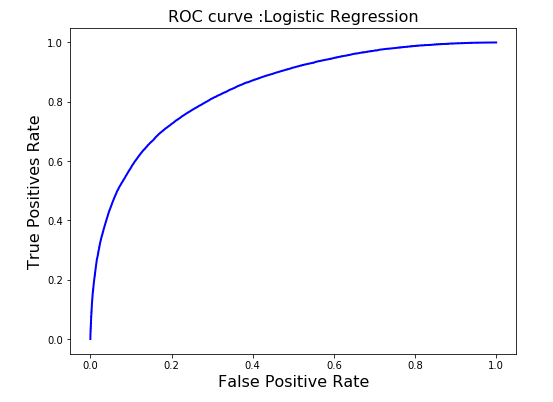 ROC curve :Logistic Regression
1.0
0.8
0.6
0.4
0.2
0.0
True Positives Rate
0.0 0.2 0.4 0.6 0.8 1.0
False Positive Rate